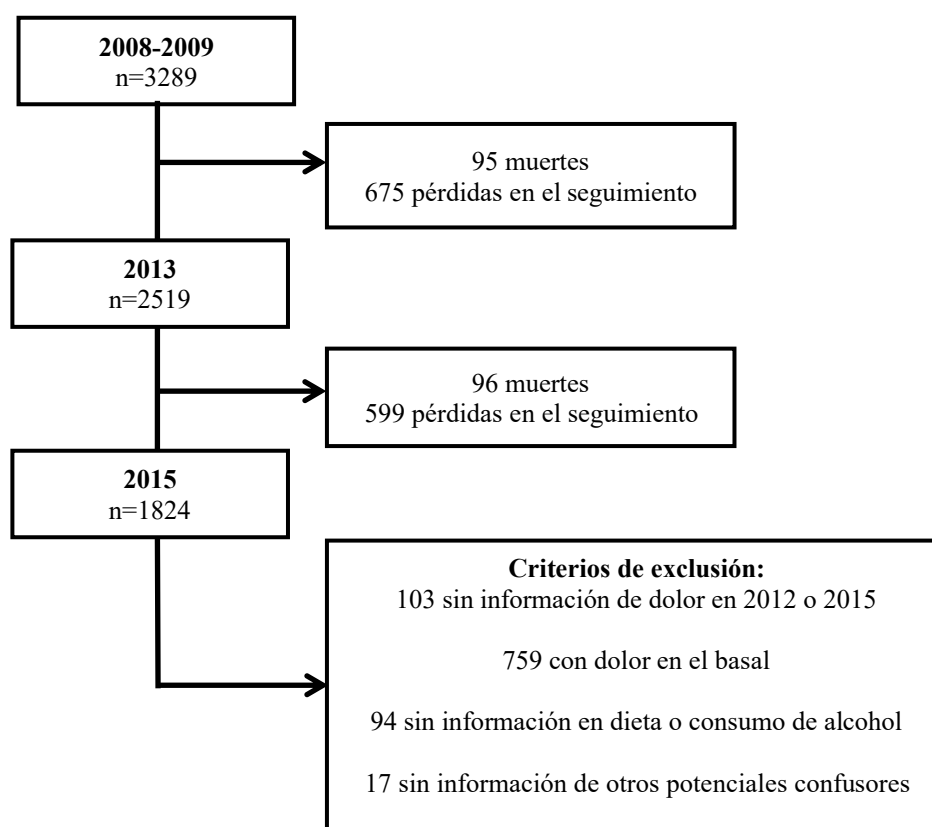 2008-2009
n=3289
95 muertes
675 pérdidas en el seguimiento
2013
n=2519
96 muertes
599 pérdidas en el seguimiento
2015
n=1824
Criterios de exclusión:
103 sin información de dolor en 2012 o 2015
759 con dolor en el basal
94 sin información en dieta o consumo de alcohol
17 sin información de otros potenciales confusores